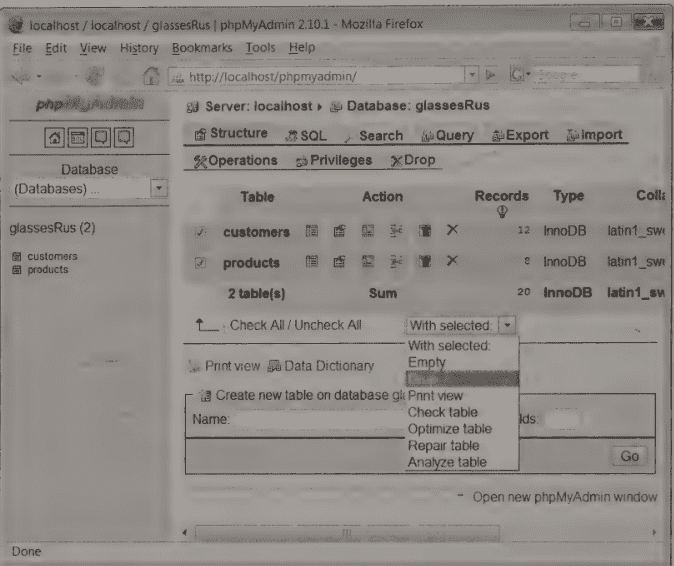 localhost / localhost / glassesRus | phpMyAdmin 2.10.1 - Mozilla Firefox
File Edit View History Bookmarks Tools Help
http://localhost/phpmyadmin/
phpMyAdmin
Server: localhost Database: glassesRus
Structure SQL Search Query Export Import
Operations Privileges Drop
Database
(Databases) ...
glassesRus (2)
customers
products
Table Action Records Type Colla
customers 12 InnoDB latin1_swe
products 8 InnoDB latin1_swe
2 table(s) Sum 20 InnoDB latin1_sw
Check All / Uncheck All With selected:
With selected:
Empty
Print view
Check table
Optimize table
Repair table
Analyze table
Print view Data Dictionary
Create new table on database gl
Name: lds:
Go
Open new phpMyAdmin window
Done